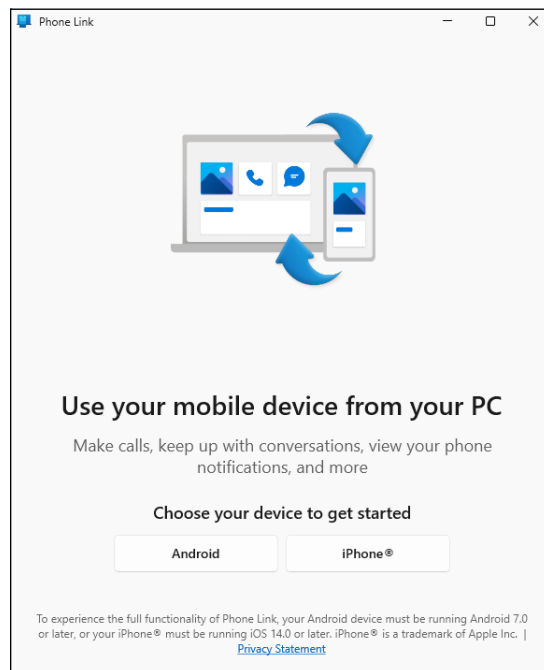 Phone Link
Use your mobile device from your PC
Make calls, keep up with conversations, view your phone
notifications, and more
Choose your device to get started
Android
iPhone®
To experience the full functionality of Phone Link, your Android device must be running Android 7.0
or later, or your iPhone® must be running iOS 14.0 or later. iPhone® is a trademark of Apple Inc. |
Privacy Statement